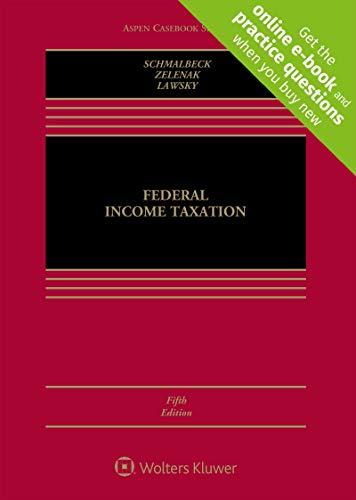 ASPEN CASEBOOK S
Get the
online e-book and
practice questions
when you buy new
SCHMALBECK
ZELENAK
LAWSKY
FEDERAL
INCOME TAXATION
Fifth
Edition
Wolters Kluwer